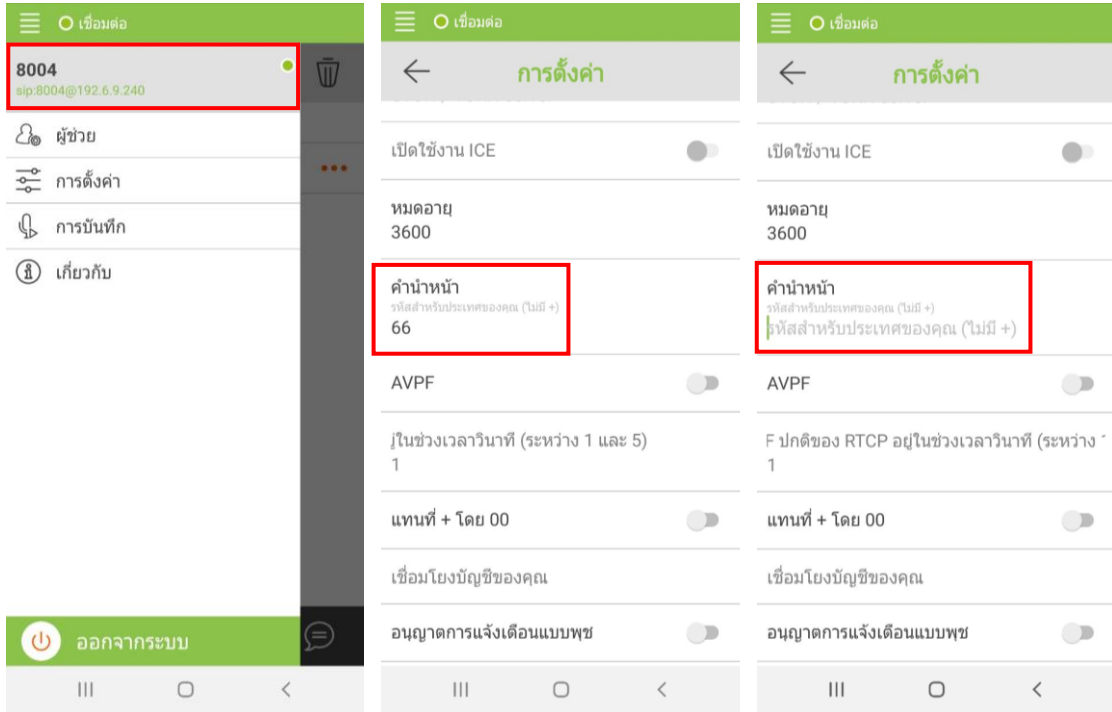 เชื่อมต่อ
8004
sip:8004@192.6.9.240
ผู้ช่วย
การตั้งค่า
การบันทึก
เกี่ยวกับ
ออกจากระบบ
เชื่อมต่อ
การตั้งค่า
เปิดใช้งาน ICE
หมดอายุ
3600
คำนำหน้า
รหัสสำหรับประเทศของคุณ (ไม่มี +)
66
AVPF
ในช่วงเวลาวินาที (ระหว่าง 1 และ 5)
1
แทนที่ + โดย 00
เชื่อมโยงบัญชีของคุณ
อนุญาตการแจ้งเตือนแบบพุช
เชื่อมต่อ
การตั้งค่า
เปิดใช้งาน ICE
หมดอายุ
3600
คำนำหน้า
รหัสสำหรับประเทศของคุณ (ไม่มี +)
รหัสสำหรับประเทศของคุณ (ไม่มี +)
AVPF
F ปกติของ RTCP อยู่ในช่วงเวลาวินาที (ระหว่าง
1
แทนที่ + โดย 00
เชื่อมโยงบัญชีของคุณ
อนุญาตการแจ้งเตือนแบบพุช